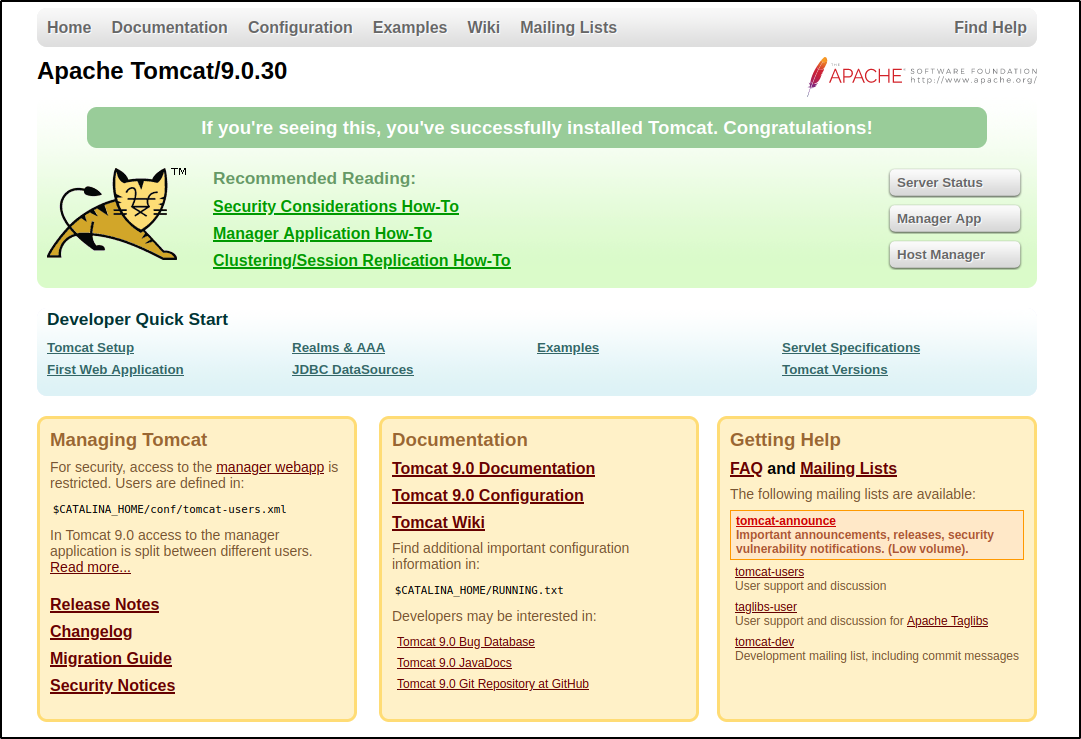 Home Documentation Configuration Examples Wiki Mailing Lists Find Help
Apache Tomcat/9.0.30
THE APACHE® SOFTWARE FOUNDATION
http://www.apache.org/
If you're seeing this, you've successfully installed Tomcat. Congratulations!
TM
Recommended Reading:
Security Considerations How-To
Manager Application How-To
Clustering/Session Replication How-To
Server Status
Manager App
Host Manager
Developer Quick Start
Tomcat Setup Realms & AAA Examples Servlet Specifications
First Web Application JDBC DataSources Tomcat Versions
Managing Tomcat
For security, access to the manager webapp is
restricted. Users are defined in:
$CATALINA_HOME/conf/tomcat-users.xml
In Tomcat 9.0 access to the manager
application is split between different users.
Read more...
Release Notes
Changelog
Migration Guide
Security Notices
Documentation
Tomcat 9.0 Documentation
Tomcat 9.0 Configuration
Tomcat Wiki
Find additional important configuration
information in:
$CATALINA_HOME/RUNNING.txt
Developers may be interested in:
Tomcat 9.0 Bug Database
Tomcat 9.0 JavaDocs
Tomcat 9.0 Git Repository at GitHub
Getting Help
FAQ and Mailing Lists
The following mailing lists are available:
tomcat-announce
Important announcements, releases, security
vulnerability notifications. (Low volume).
tomcat-users
User support and discussion
taglibs-user
User support and discussion for Apache Taglibs
tomcat-dev
Development mailing list, including commit messages